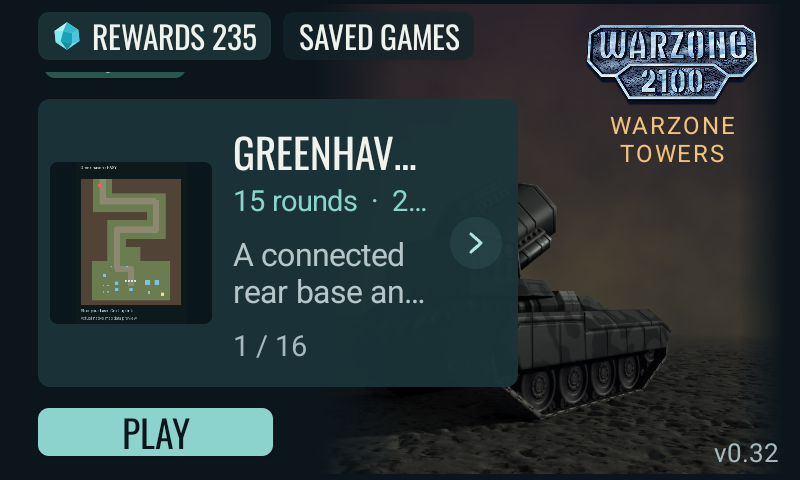 REWARDS 235
SAVED GAMES
WARZONE
2100
WARZONE
TOWERS
GREENHAV...
15 rounds · 2...
A connected
rear base an...
1 / 16
PLAY
v0.32